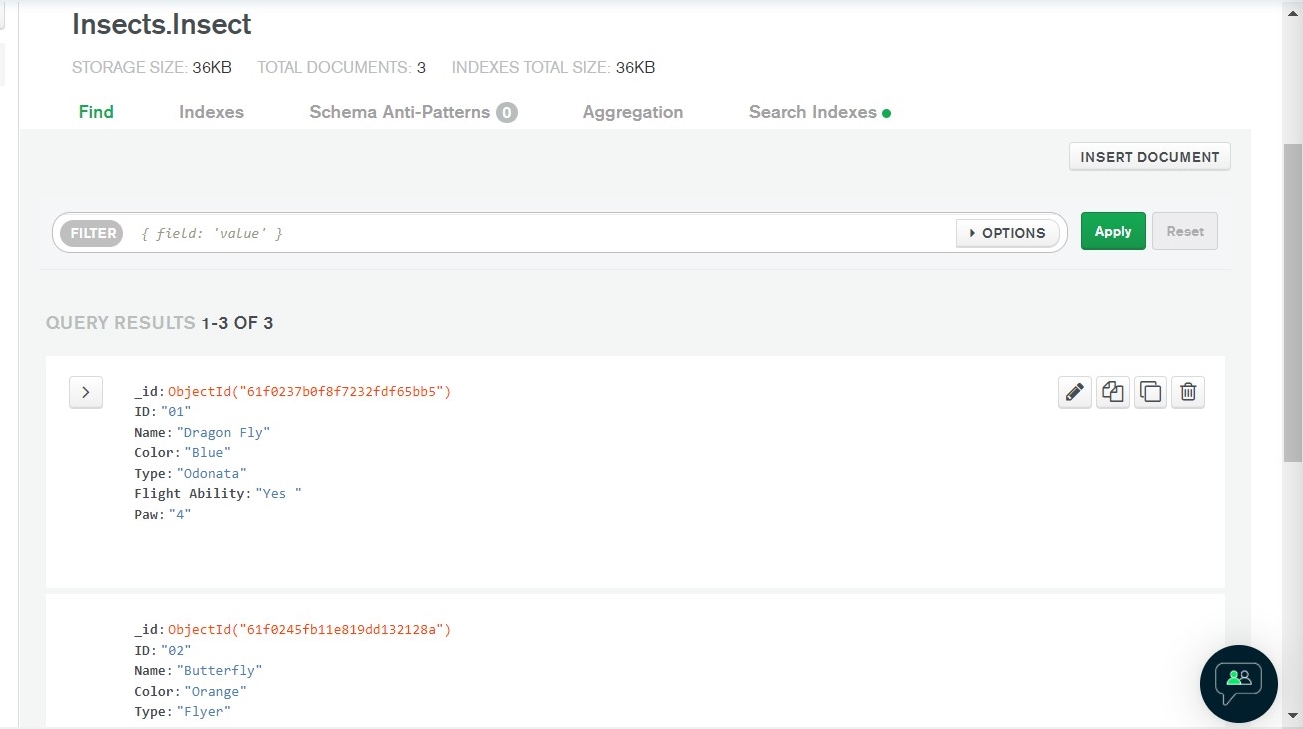 Insects.Insect
STORAGE SIZE: 36KB TOTAL DOCUMENTS: 3 INDEXES TOTAL SIZE: 36KB
Find Indexes Schema Anti-Patterns 0 Aggregation Search Indexes
INSERT DOCUMENT
FILTER { field: 'value' } OPTIONS Apply Reset
QUERY RESULTS 1-3 OF 3
_id: ObjectId("61f0237b0f8f7232fdf65bb5")
ID: "01"
Name: "Dragon Fly"
Color: "Blue"
Type: "Odonata"
Flight Ability: "Yes "
Paw: "4"
_id: ObjectId("61f0245fb11e819dd132128a")
ID: "02"
Name: "Butterfly"
Color: "Orange"
Type: "Flyer"